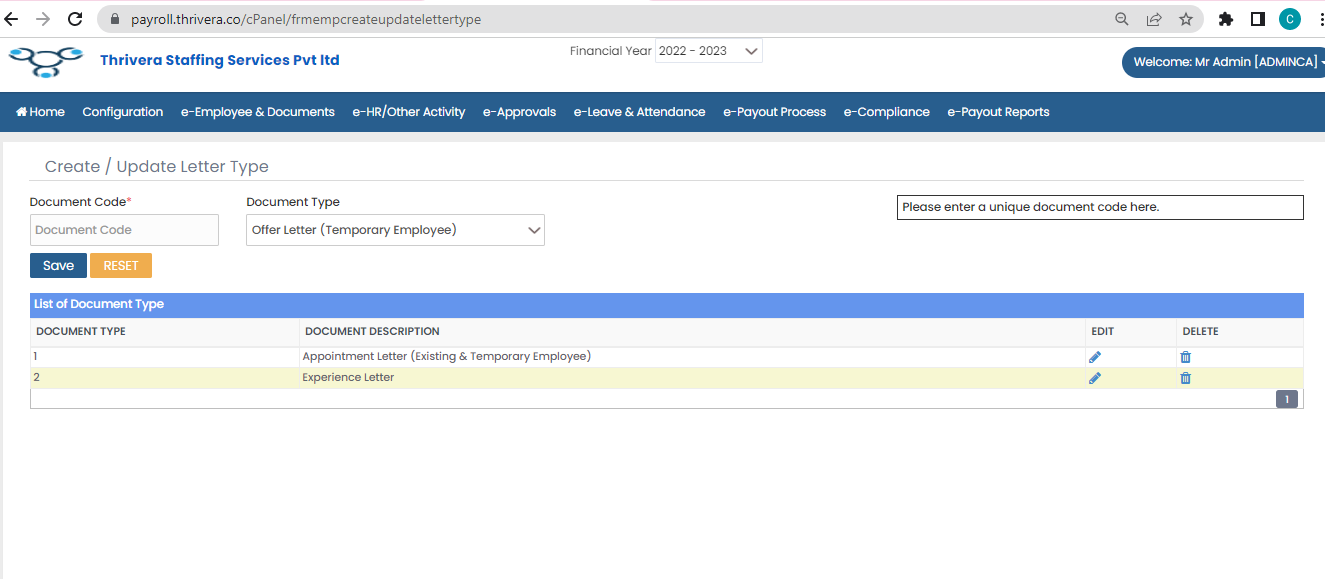 payroll.thrivera.co/cPanel/frmempcreateupdatelettertype
C
Thrivera Staffing Services Pvt ltd
Financial Year 2022 - 2023
Welcome: Mr Admin [ADMINCA]
Home Configuration e-Employee & Documents e-HR/Other Activity e-Approvals e-Leave & Attendance e-Payout Process e-Compliance e-Payout Reports
Create / Update Letter Type
Document Code* Document Type
Please enter a unique document code here.
Document Code Offer Letter (Temporary Employee)
Save RESET
List of Document Type
DOCUMENT TYPE DOCUMENT DESCRIPTION EDIT DELETE
1 Appointment Letter (Existing & Temporary Employee)
2 Experience Letter
1